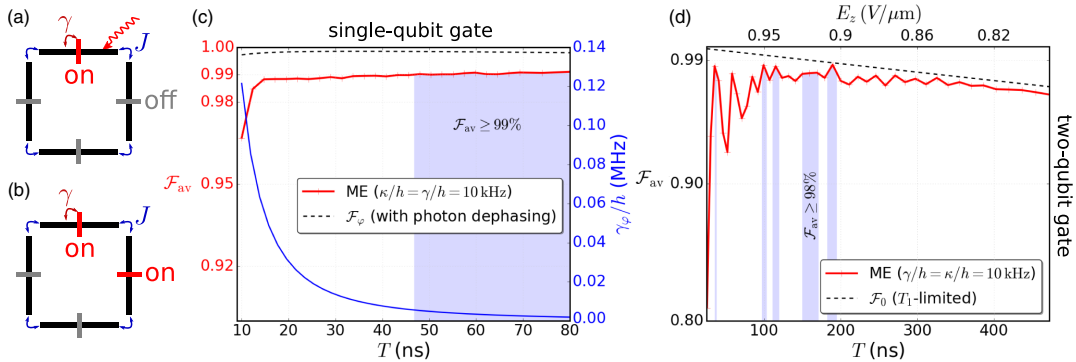 (a)
γ
J
on
off
(b)
γ
J
on
on
(c)
single-qubit gate
1.00
0.99
0.98
0.95
0.92
𝓕av
0.14
0.12
0.10
0.08
0.06
0.04
0.02
0.00
γφ/h (MHz)
𝓕av ≥ 99%
ME (κ/h = γ/h = 10 kHz)
𝓕φ (with photon dephasing)
10 20 30 40 50 60 70 80
T (ns)
(d)
Ez (V/μm)
0.95 0.9 0.86 0.82
0.99
0.90
0.80
𝓕av
𝓕av ≥ 98%
ME (γ/h = κ/h = 10 kHz)
𝓕0 (T1-limited)
100 200 300 400
T (ns)
two-qubit gate